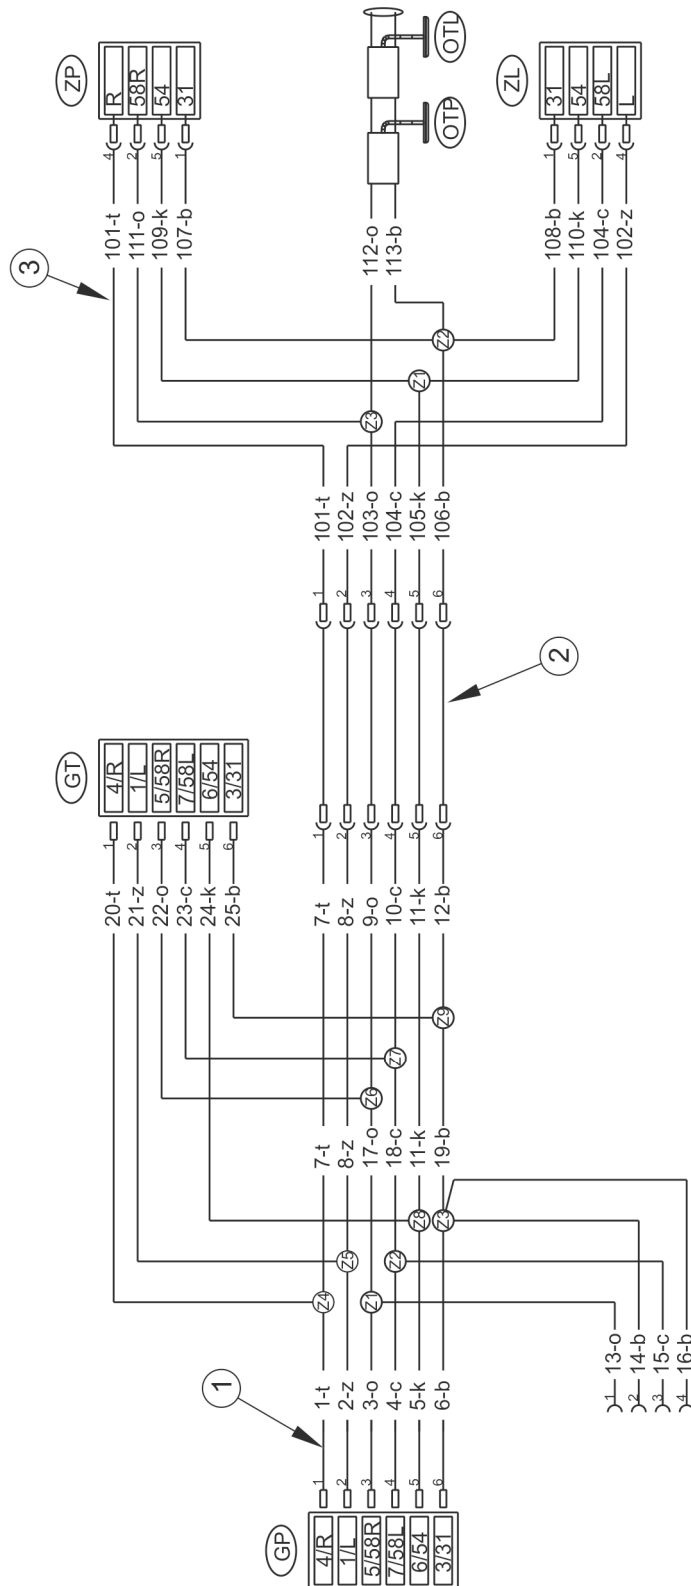 ZP
R
58R
54
31
4
2
5
1
101-t
111-o
109-k
107-b
3
OTL
OTP
112-o
113-b
ZL
31
54
58L
L
1
5
2
4
108-b
110-k
104-c
102-z
Z2
Z1
Z3
101-t
102-z
103-o
104-c
105-k
106-b
1
2
3
4
5
6
2
GT
4/R
1/L
5/58R
7/58L
6/54
3/31
1
2
3
4
5
6
20-t
21-z
22-o
23-c
24-k
25-b
1
2
3
4
5
6
7-t
8-z
9-o
10-c
11-k
12-b
Z9
Z7
Z6
7-t
8-z
17-o
18-c
11-k
19-b
Z8
Z3
Z5
Z2
Z4
Z1
1-t
2-z
3-o
4-c
5-k
6-b
1
1
2
3
4
5
6
GP
4/R
1/L
5/58R
7/58L
6/54
3/31
13-o
14-b
15-c
16-b
1
2
3
4